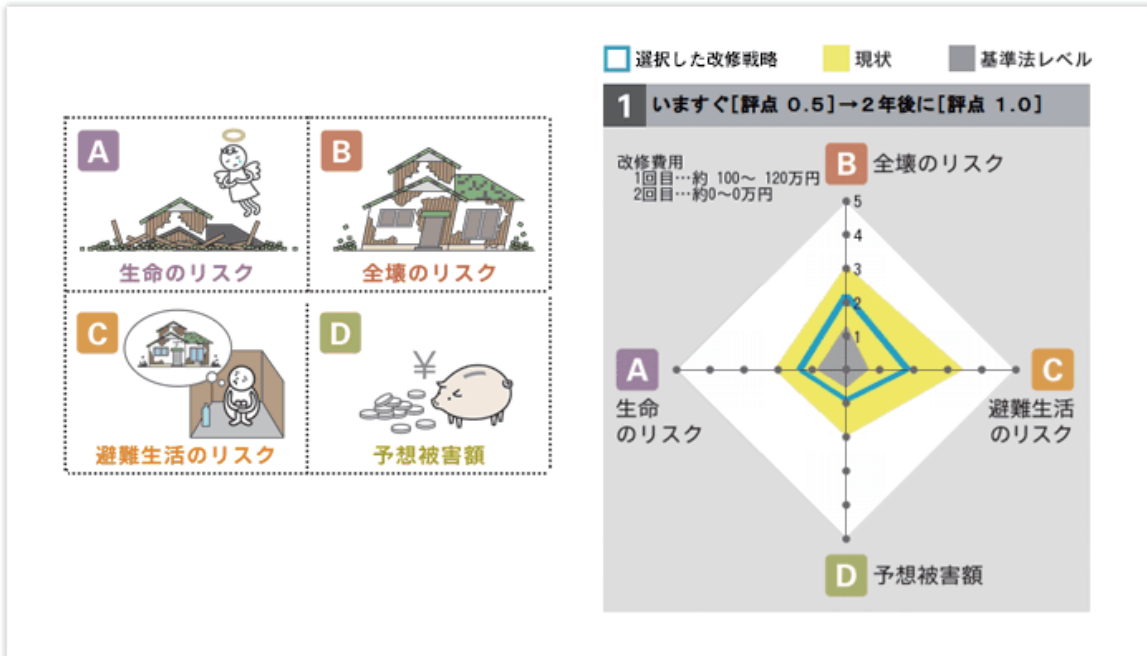 A
生命のリスク
B
全壊のリスク
C
避難生活のリスク
D
¥
予想被害額
選択した改修戦略
現状
基準法レベル
1 いますぐ[評点 0.5]→2年後に[評点 1.0]
改修費用
1回目…約 100～ 120万円
2回目…約0～0万円
B 全壊のリスク
5
4
3
2
1
A
生命
のリスク
C
避難生活
のリスク
D 予想被害額